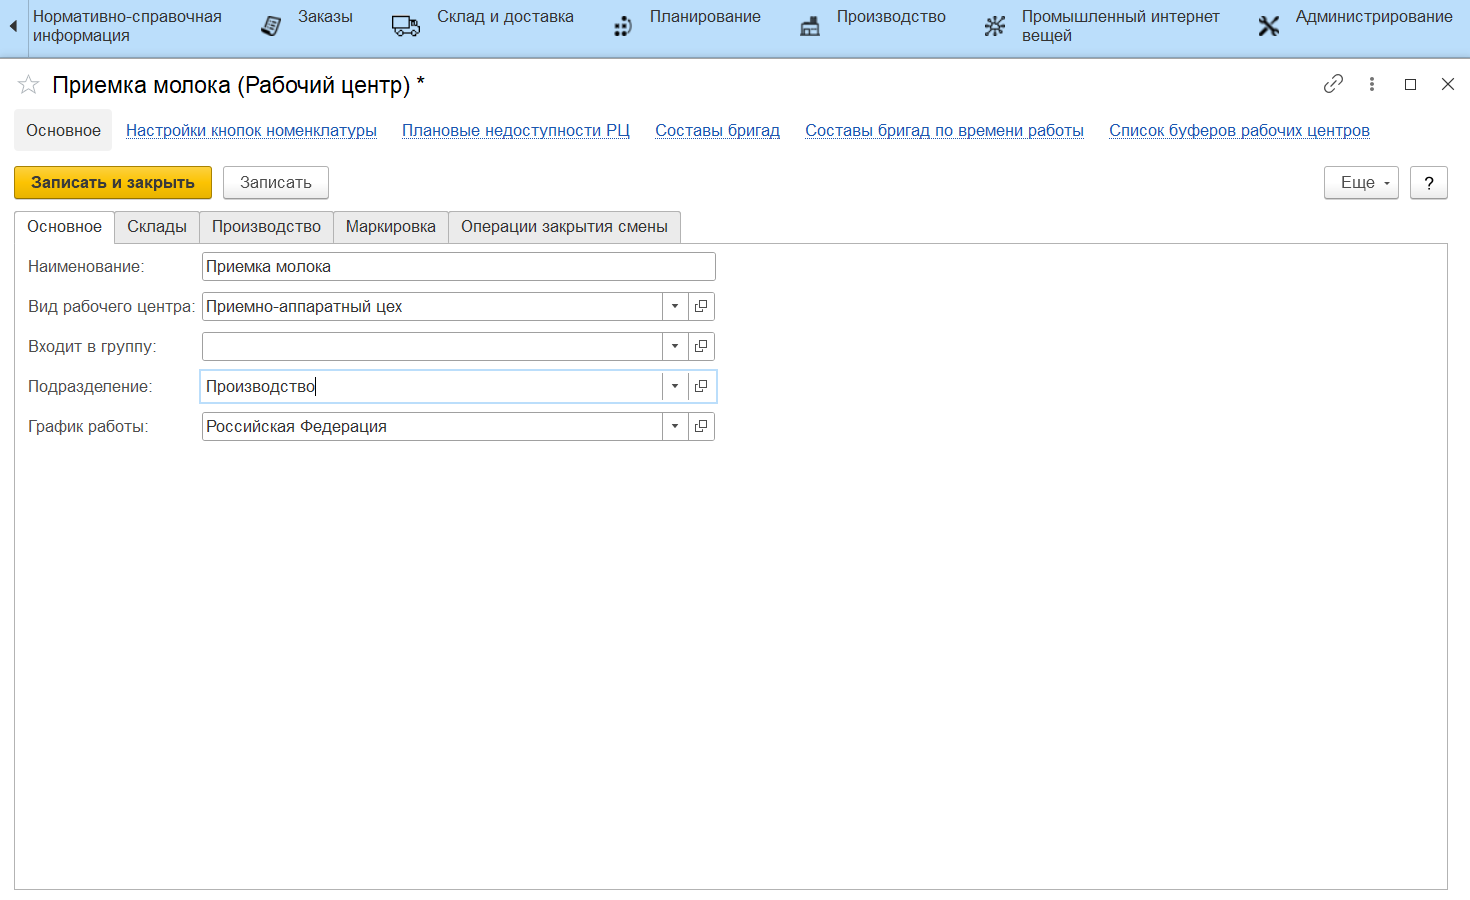 Нормативно-справочная
информация
Заказы
Склад и доставка
Планирование
Производство
Промышленный интернет
вещей
Администрирование
Приемка молока (Рабочий центр) *
Основное
Настройки кнопок номенклатуры
Плановые недоступности РЦ
Составы бригад
Составы бригад по времени работы
Список буферов рабочих центров
Записать и закрыть
Записать
Еще
?
Основное
Склады
Производство
Маркировка
Операции закрытия смены
Наименование: Приемка молока
Вид рабочего центра: Приемно-аппаратный цех
Входит в группу:
Подразделение: Производство
График работы: Российская Федерация